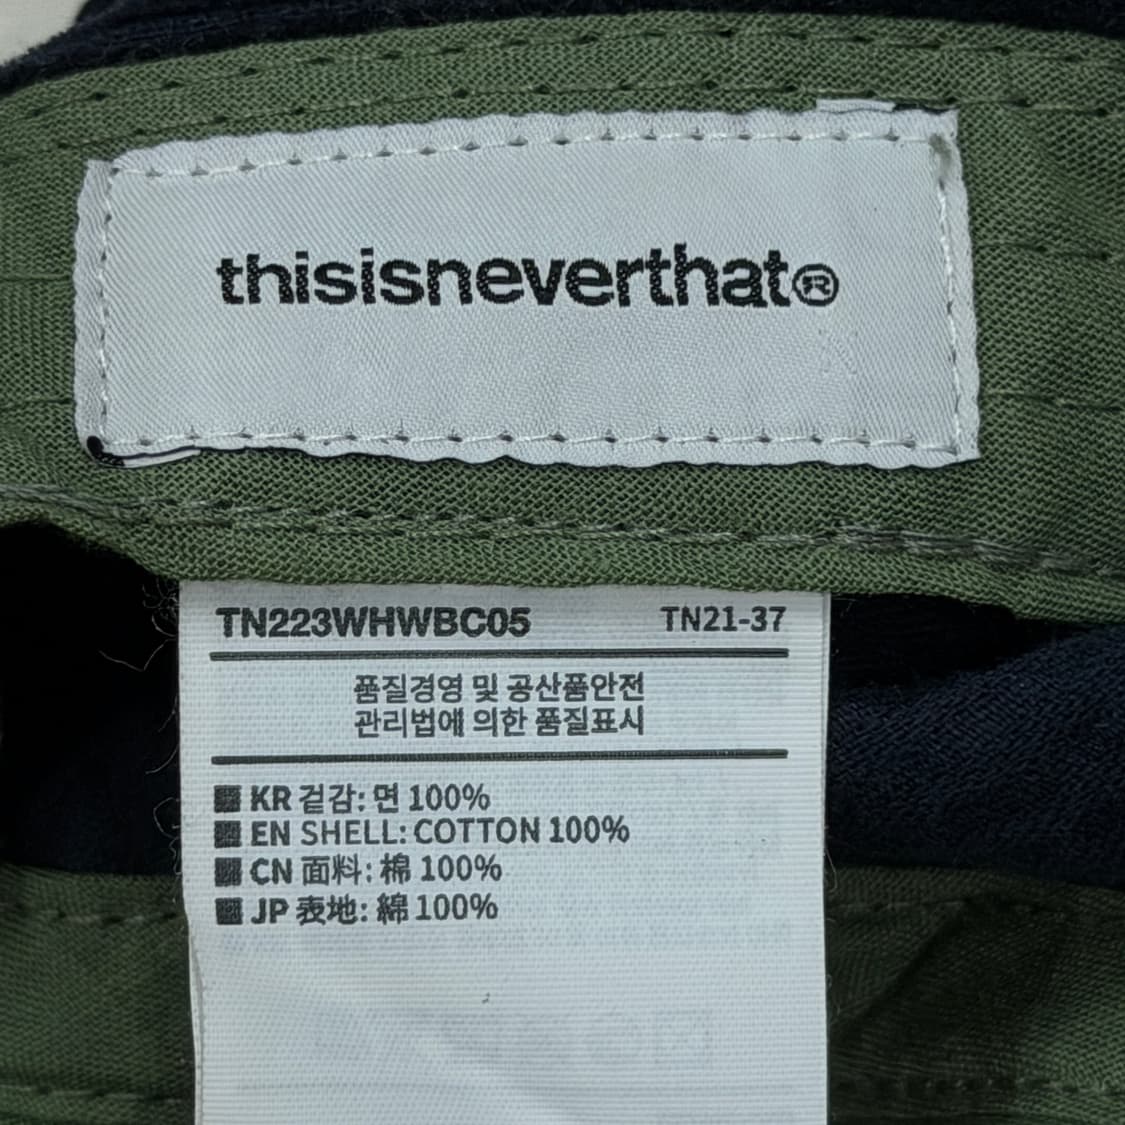 thisisneverthat®
TN223WHWBC05 TN21-37
품질경영 및 공산품안전
관리법에 의한 품질표시
KR 겉감: 면 100%
EN SHELL: COTTON 100%
CN 面料: 棉 100%
JP 表地: 綿 100%